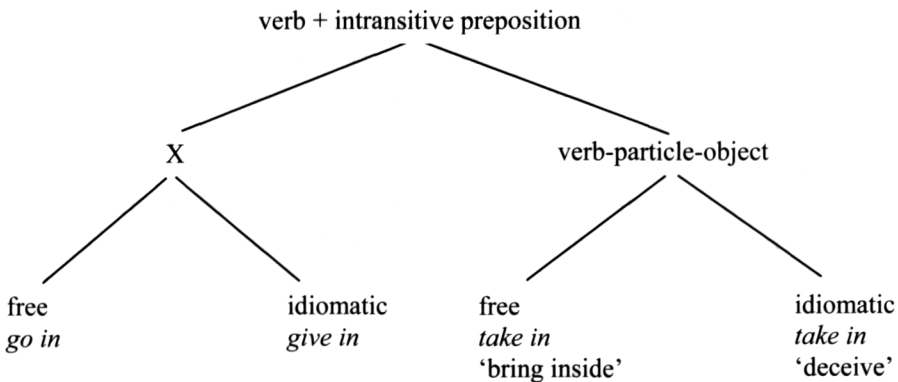 verb + intransitive preposition
X verb-particle-object
free idiomatic free idiomatic
go in give in take in take in
‘bring inside’ ‘deceive’